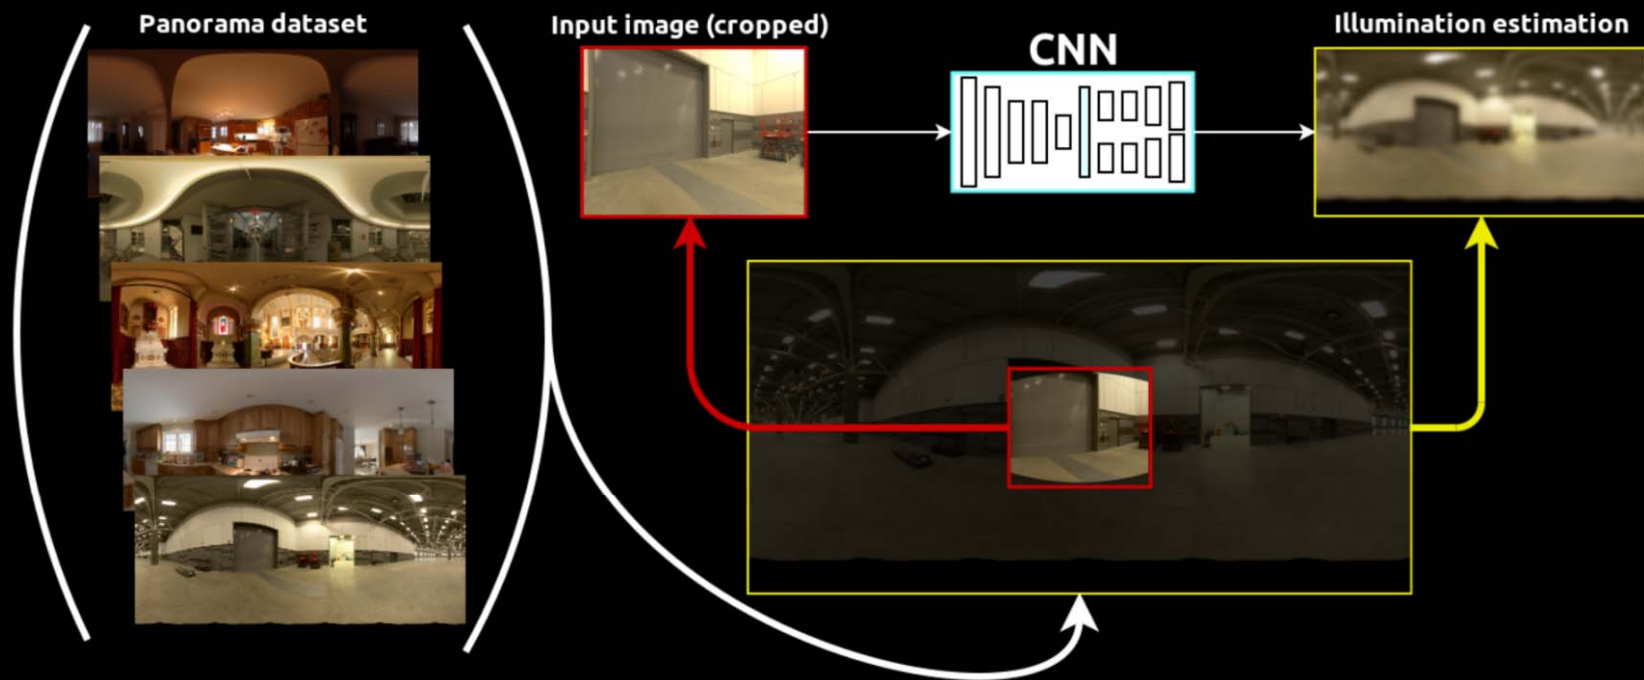 Panorama dataset
Input image (cropped)
CNN
Illumination estimation